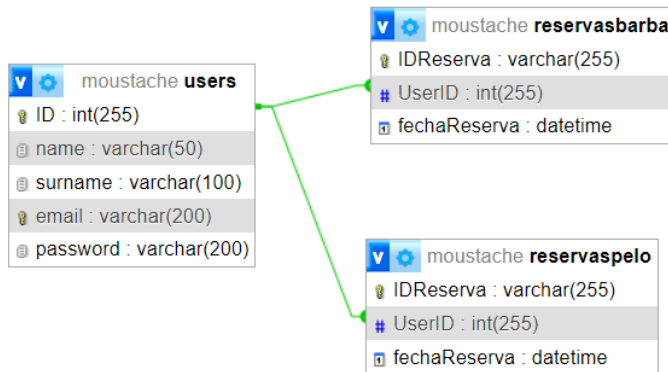 moustache users
ID : int(255)
name : varchar(50)
surname : varchar(100)
email : varchar(200)
password : varchar(200)
moustache reservasbarba
IDReserva : varchar(255)
# UserID : int(255)
fechaReserva : datetime
moustache reservaspelo
IDReserva : varchar(255)
# UserID : int(255)
fechaReserva : datetime